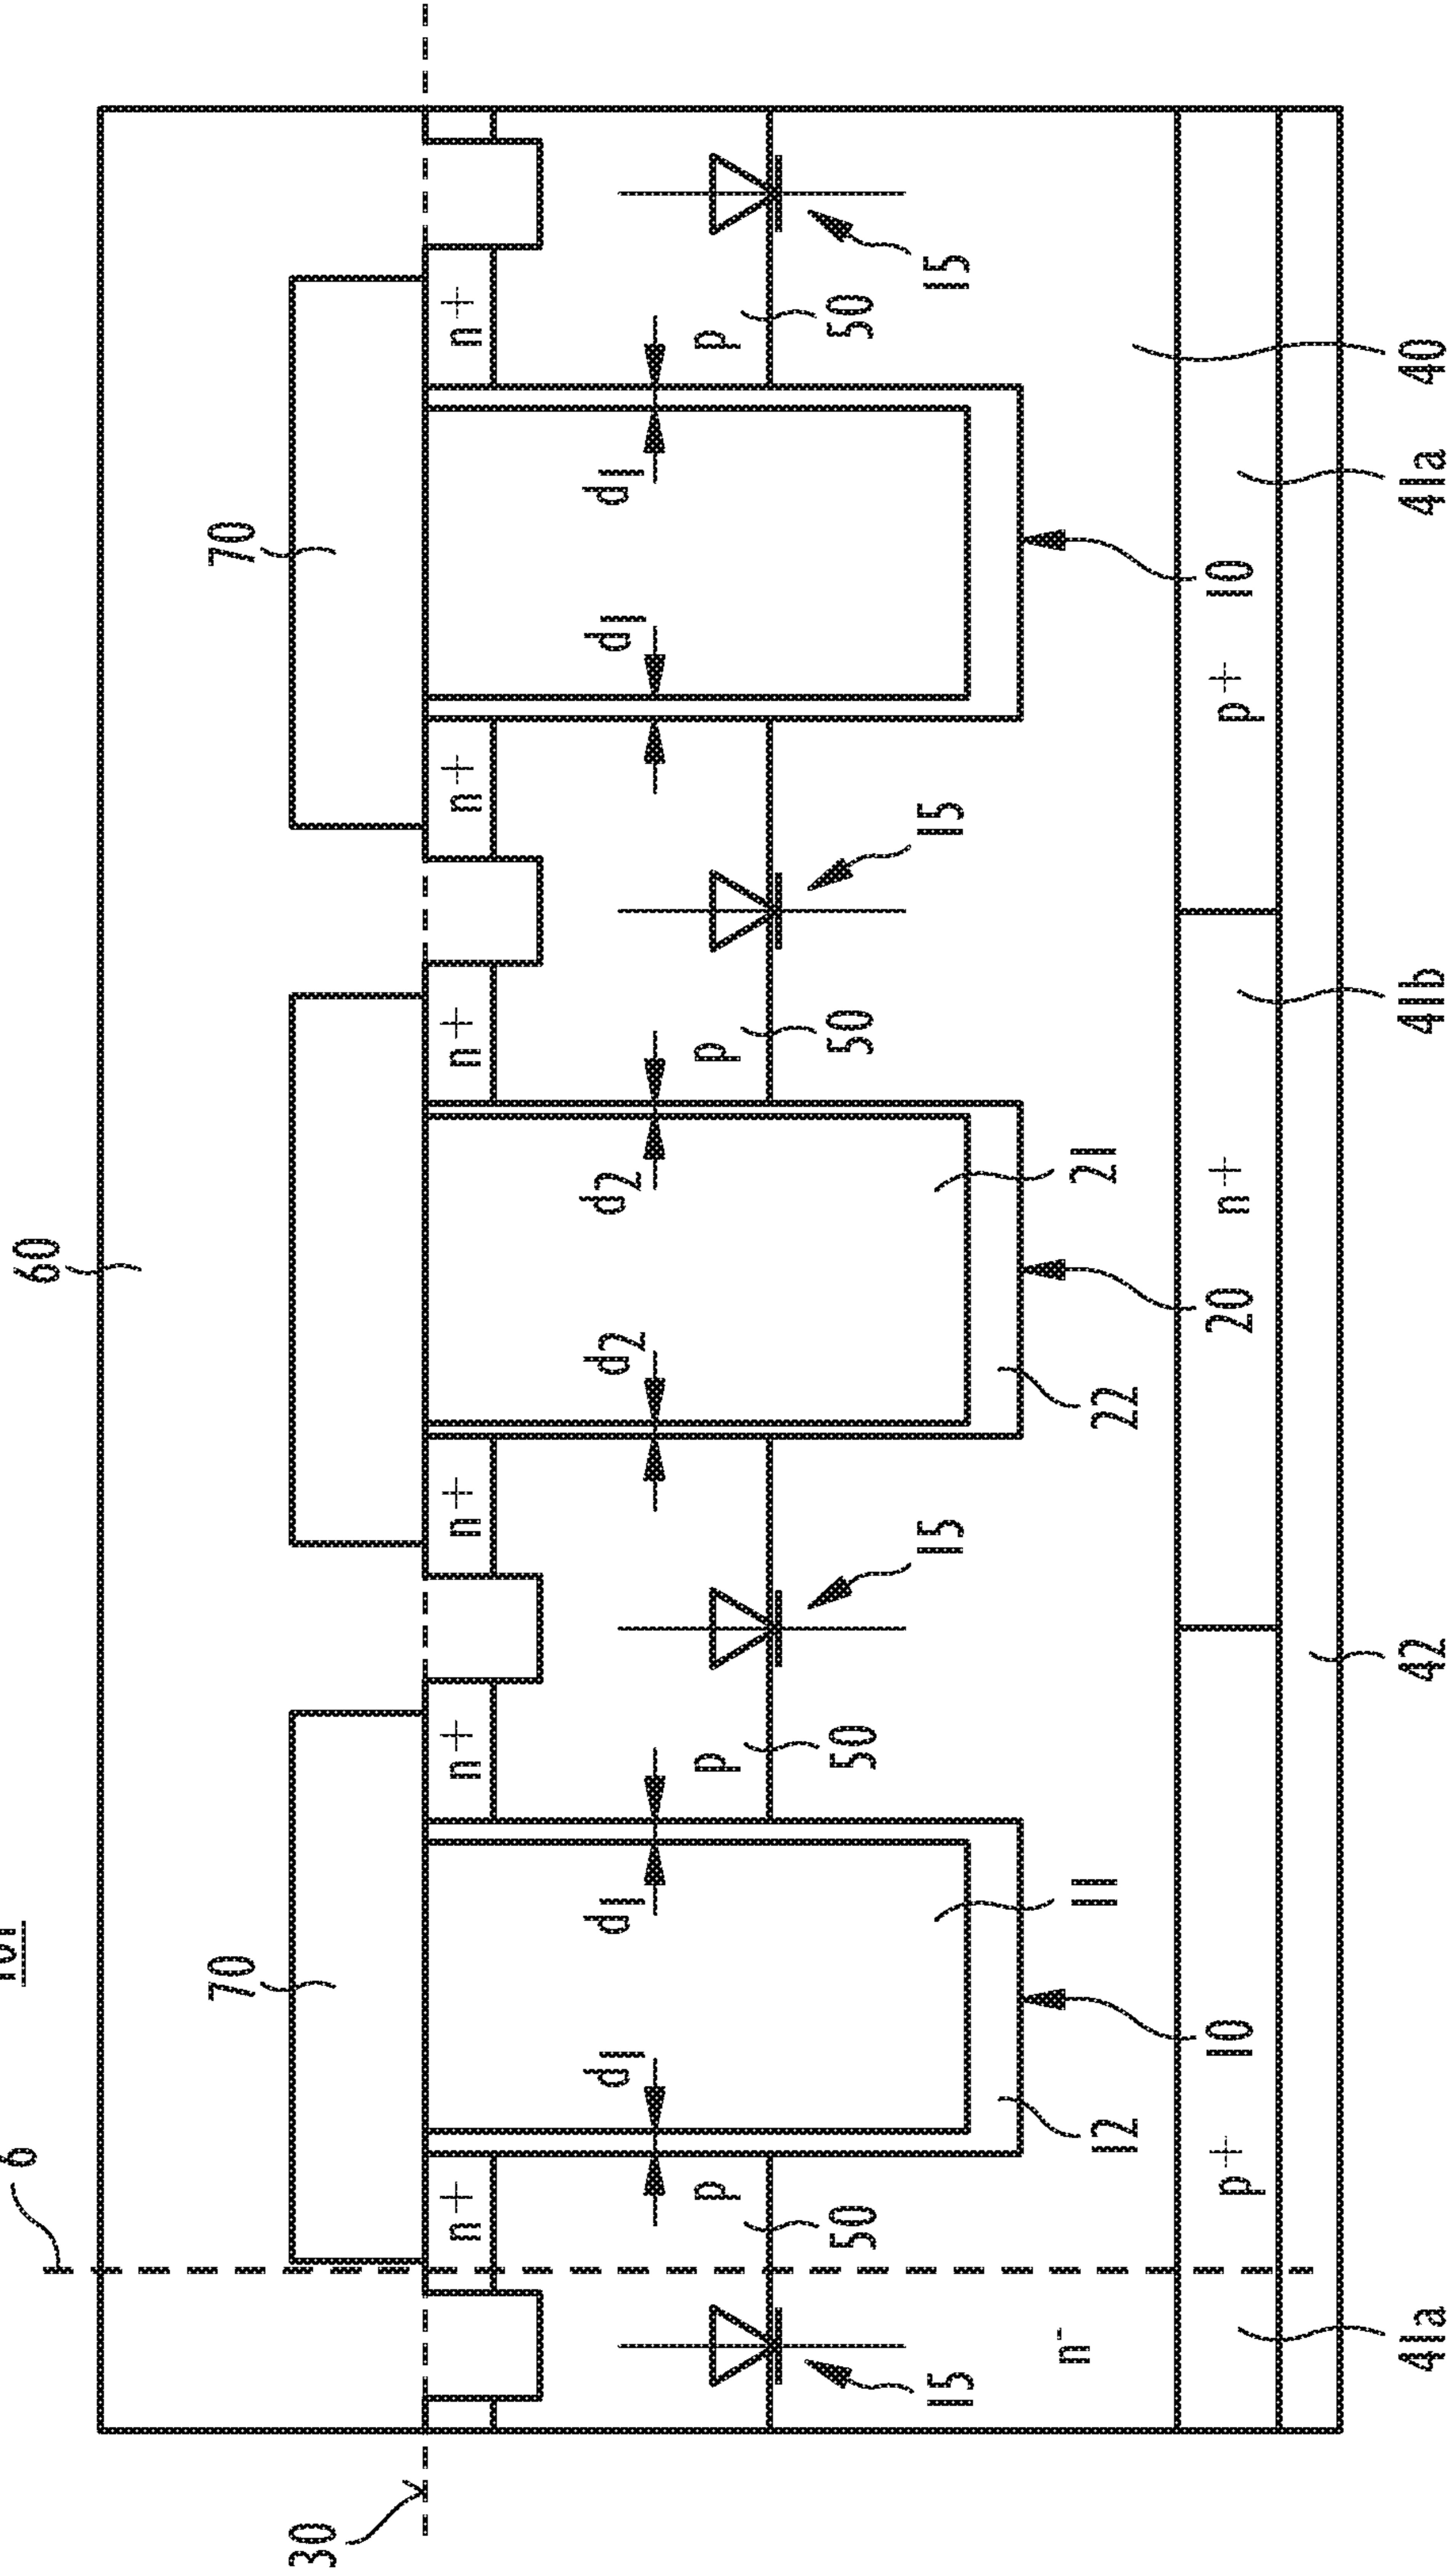 6
60
70 70
30
n+ n+ n+ n+ n+ n+
d1 d1 d2 d2 d1 d1
p p p p
50 50 50 50
15 15 15 15
n- 11 21
12 22
p+ 10 20 n+ p+ 10
41a 42 41b 41a 40